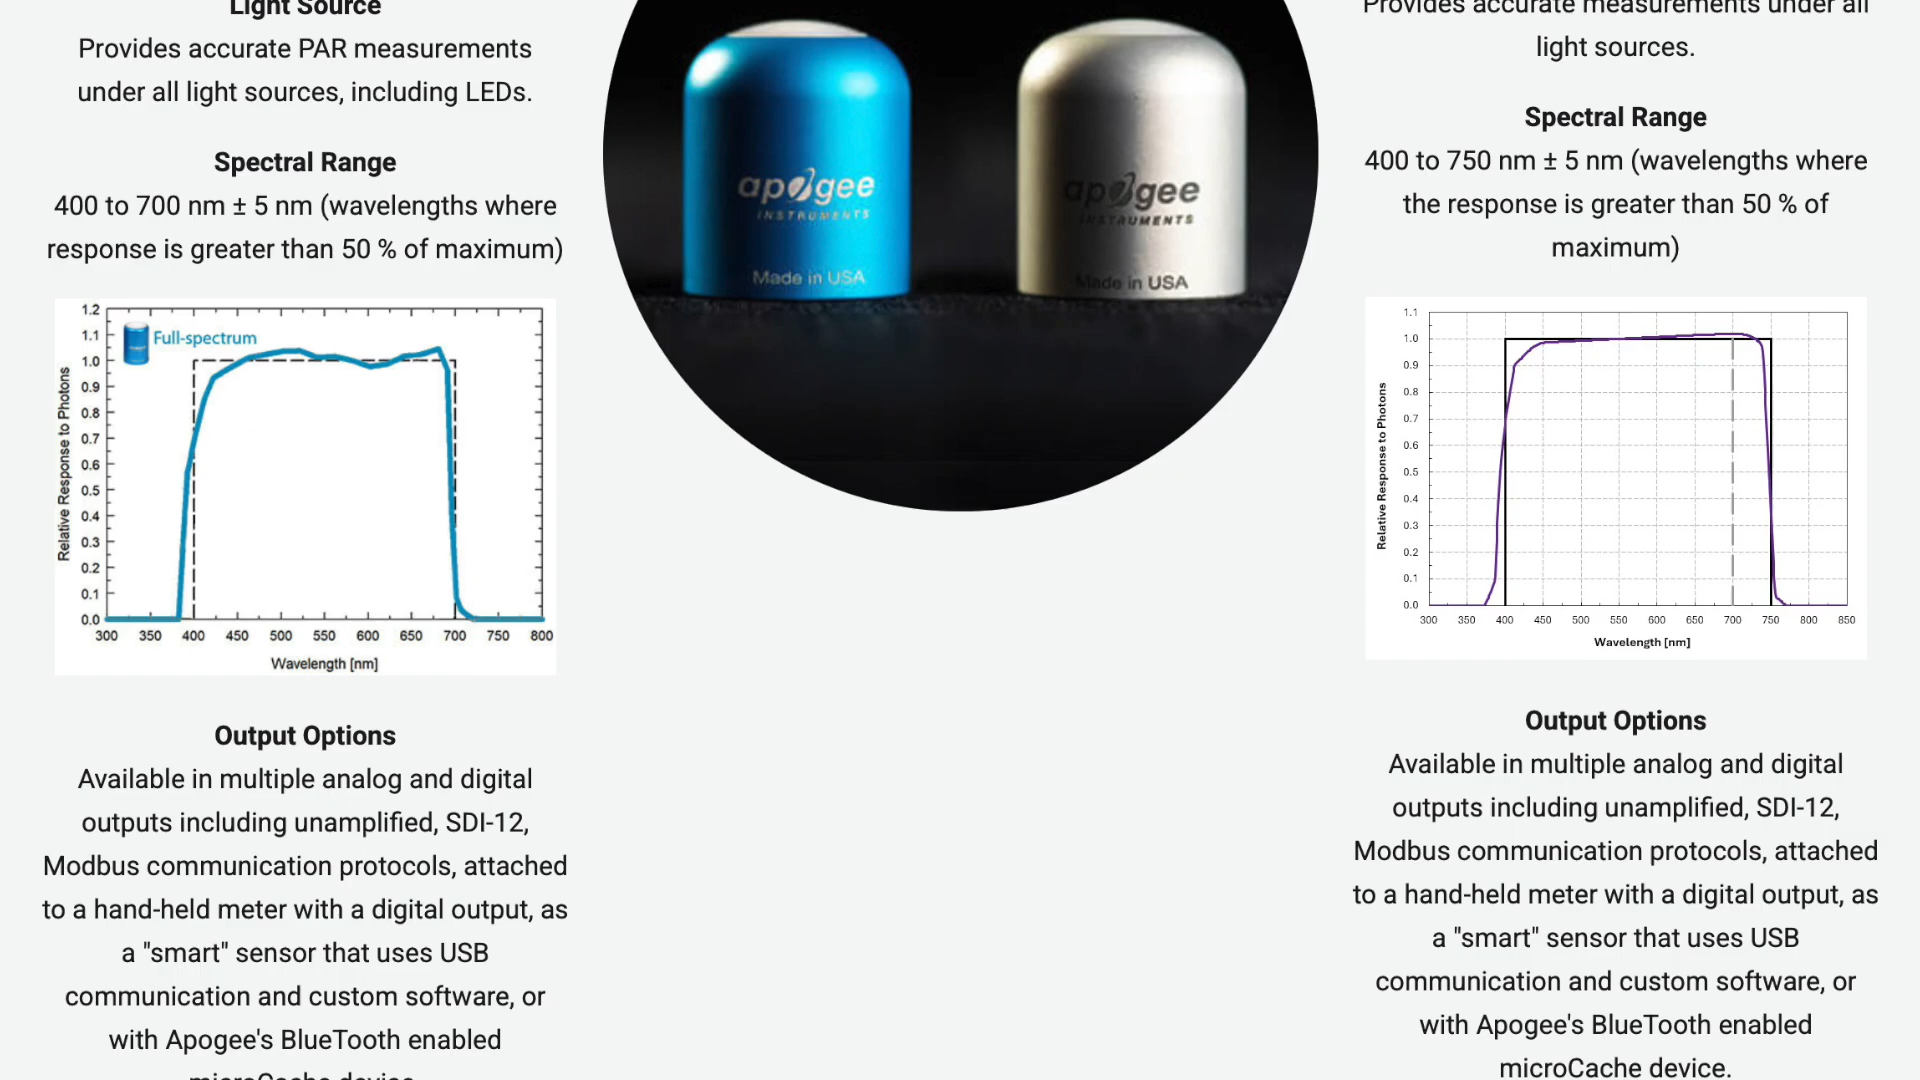 Light Source
Provides accurate PAR measurements
under all light sources, including LEDs.
Spectral Range
400 to 700 nm ± 5 nm (wavelengths where
response is greater than 50 % of maximum)
Full-spectrum
Relative Response to Photons
1.2
1.1
1.0
0.9
0.8
0.7
0.6
0.5
0.4
0.3
0.2
0.1
0.0
300 350 400 450 500 550 600 650 700 750 800
Wavelength [nm]
Output Options
Available in multiple analog and digital
outputs including unamplified, SDI-12,
Modbus communication protocols, attached
to a hand-held meter with a digital output, as
a "smart" sensor that uses USB
communication and custom software, or
with Apogee's BlueTooth enabled
microCache device.
apogee
INSTRUMENTS
Made in USA
apogee
INSTRUMENTS
Made in USA
Provides accurate measurements under all
light sources.
Spectral Range
400 to 750 nm ± 5 nm (wavelengths where
the response is greater than 50 % of
maximum)
Relative Response to Photons
1.1
1.0
0.9
0.8
0.7
0.6
0.5
0.4
0.3
0.2
0.1
0.0
300 350 400 450 500 550 600 650 700 750 800 850
Wavelength [nm]
Output Options
Available in multiple analog and digital
outputs including unamplified, SDI-12,
Modbus communication protocols, attached
to a hand-held meter with a digital output, as
a "smart" sensor that uses USB
communication and custom software, or
with Apogee's BlueTooth enabled
microCache device.